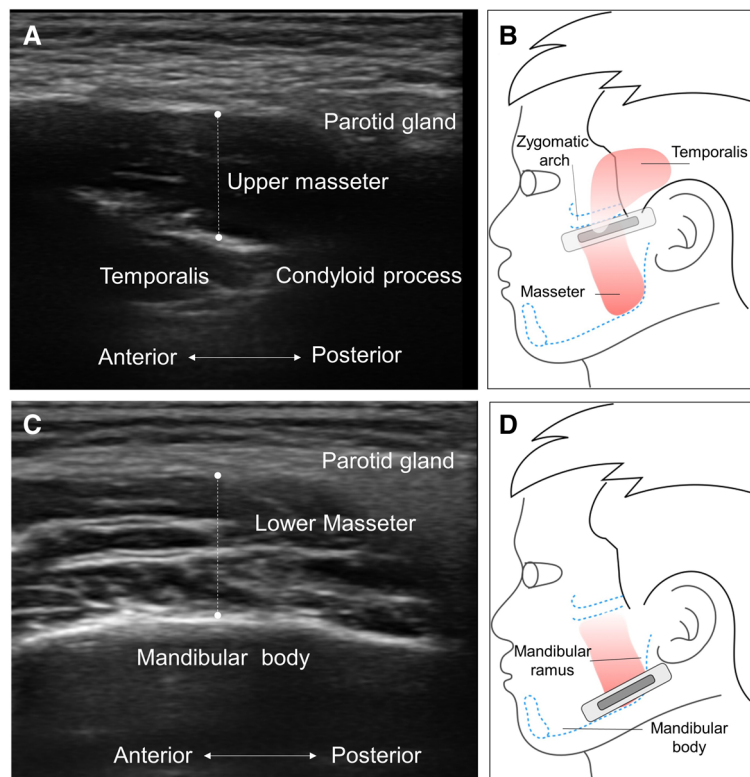 A
Parotid gland
Upper masseter
Temporalis
Condyloid process
Anterior
Posterior
B
Zygomatic
arch
Temporalis
Masseter
C
Parotid gland
Lower Masseter
Mandibular body
Anterior
Posterior
D
Mandibular
ramus
Mandibular
body